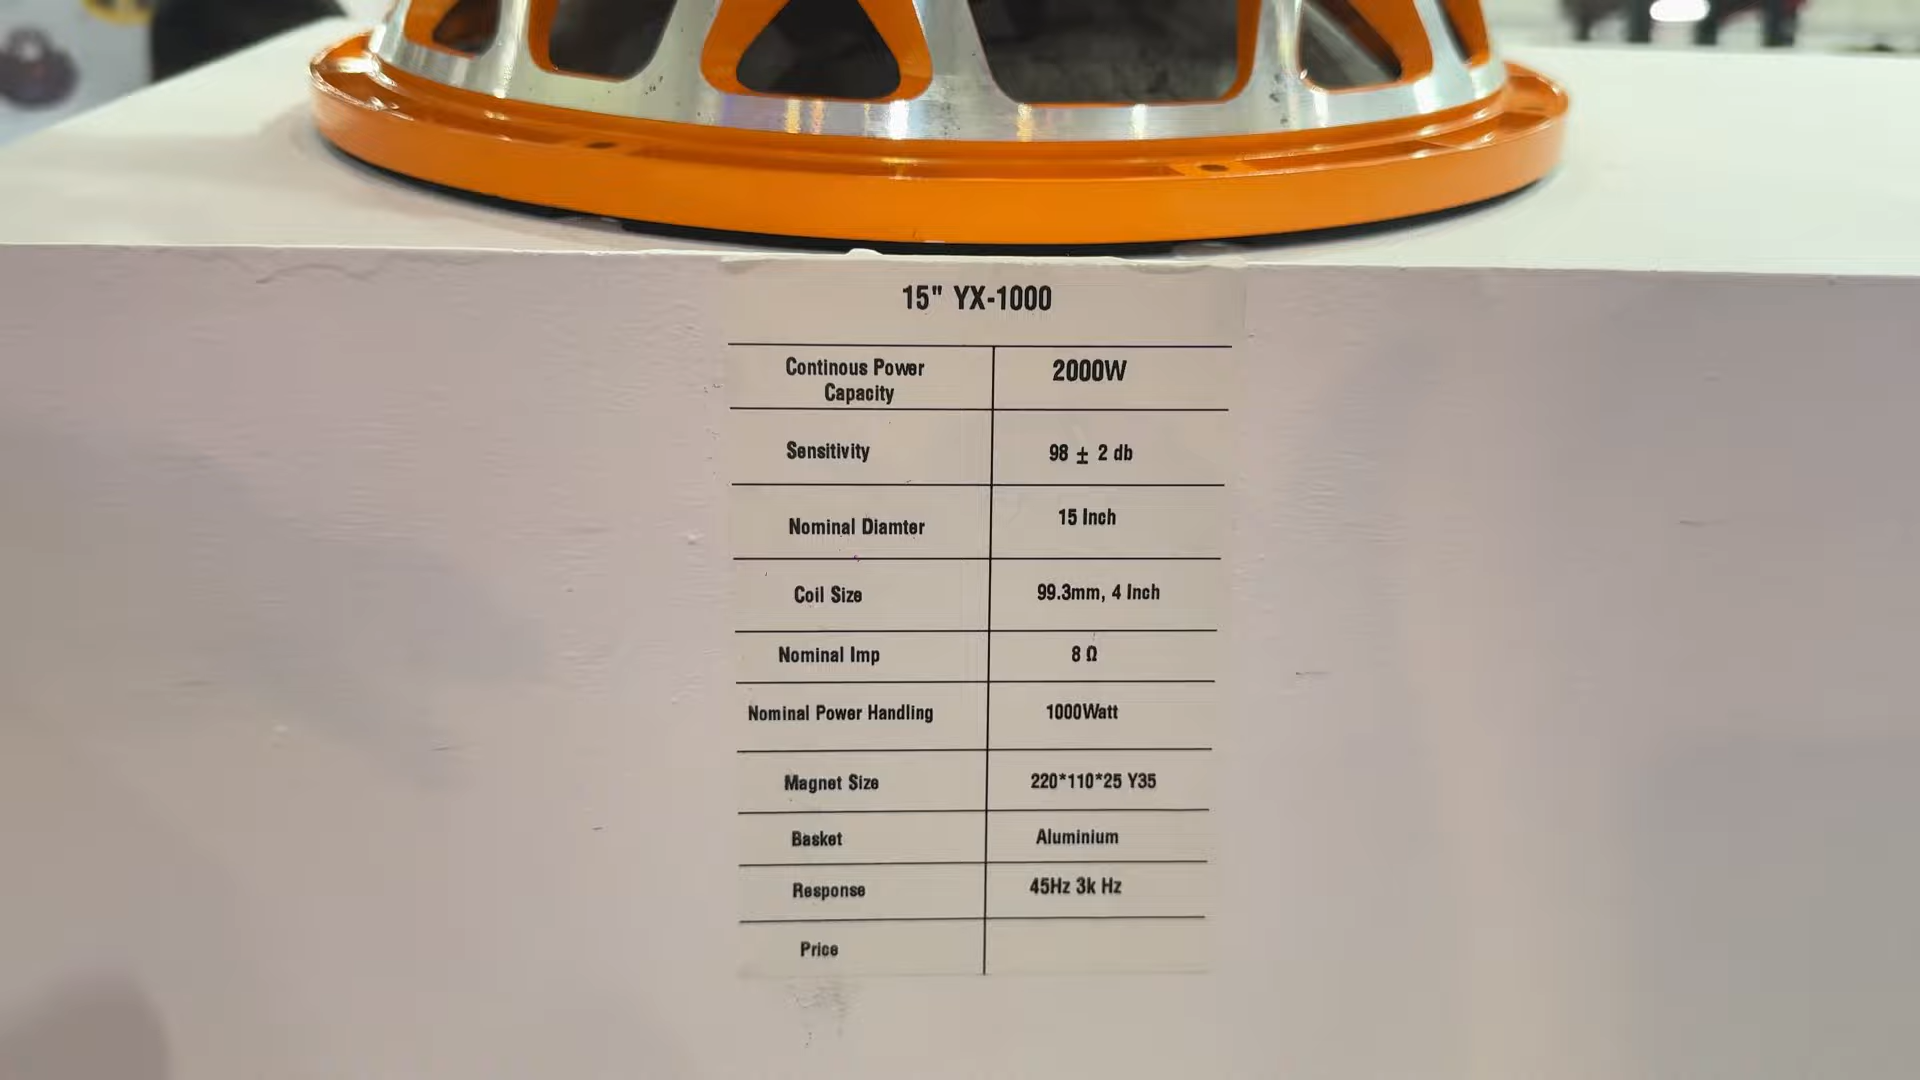 15" YX-1000
Continous Power 2000W
Capacity
Sensitivity 98 ± 2 db
Nominal Diamter 15 Inch
Coil Size 99.3mm, 4 Inch
Nominal Imp 8 Ω
Nominal Power Handling 1000Watt
Magnet Size 220*110*25 Y35
Basket Aluminium
Response 45Hz 3k Hz
Price